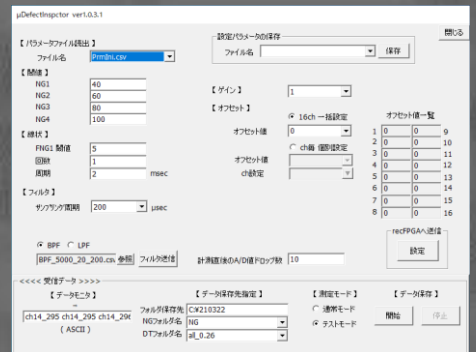 μDefectInspctor ver1.0.3.1
閉じる
【 パラメータファイル読出 】
ファイル名 PrmIni.csv
設定パラメータの保存
ファイル名 保存
【 閾値 】
NG1 40
NG2 60
NG3 80
NG4 100
【 線状 】
FNG1 閾値 5
回数 1
周期 2 msec
【 フィルタ 】
サンプリング周期 200 μsec
BPF LPF
BPF_5000_20_200.csv 参照 フィルタ送信
【 ゲイン 】 1
【 オフセット 】
16ch 一括設定
オフセット値 0
ch毎 個別設定
オフセット値
ch設定
オフセット値一覧
1 0 0 9
2 0 0 10
3 0 0 11
4 0 0 12
5 0 0 13
6 0 0 14
7 0 0 15
8 0 0 16
recFPGAへ送信
設定
計測直後のA/D値ドロップ数 10
<<<< 受信データ >>>>
【 データモニタ 】
ch14_295 ch14_295 ch14_296
( ASCII )
【 データ保存先指定 】
フォルダ保存先 C:¥210322
NGフォルダ名 NG
DTフォルダ名 al_0.26
【 測定モード 】
通常モード
テストモード
【 データ保存 】
開始 停止